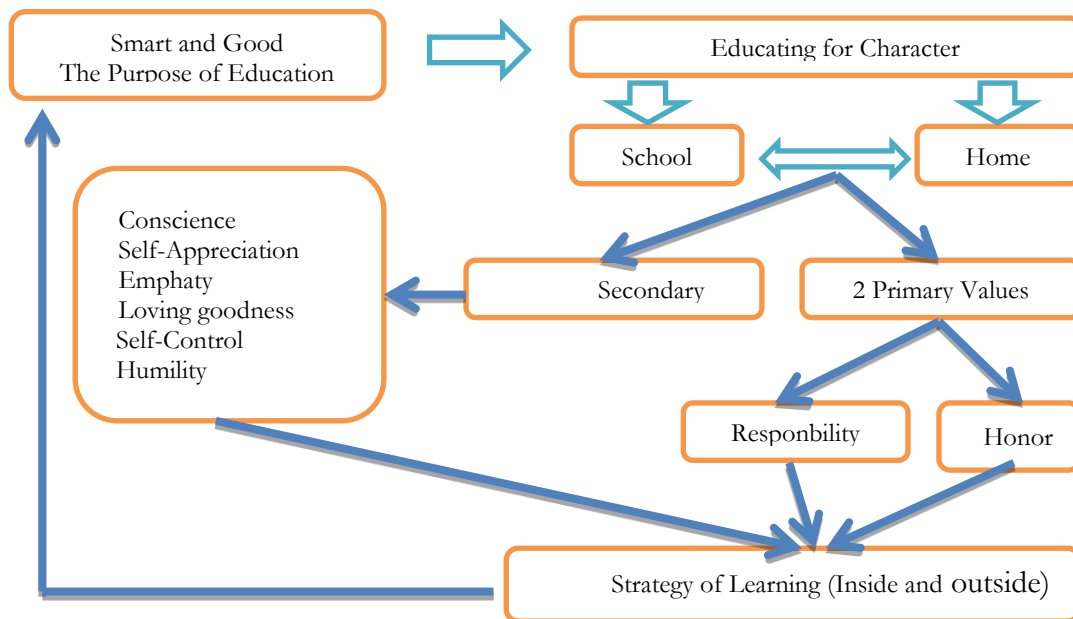 Smart and Good
The Purpose of Education
Educating for Character
School
Home
Secondary
2 Primary Values
Conscience
Self-Appreciation
Emphaty
Loving goodness
Self-Control
Humility
Responbility
Honor
Strategy of Learning (Inside and outside)